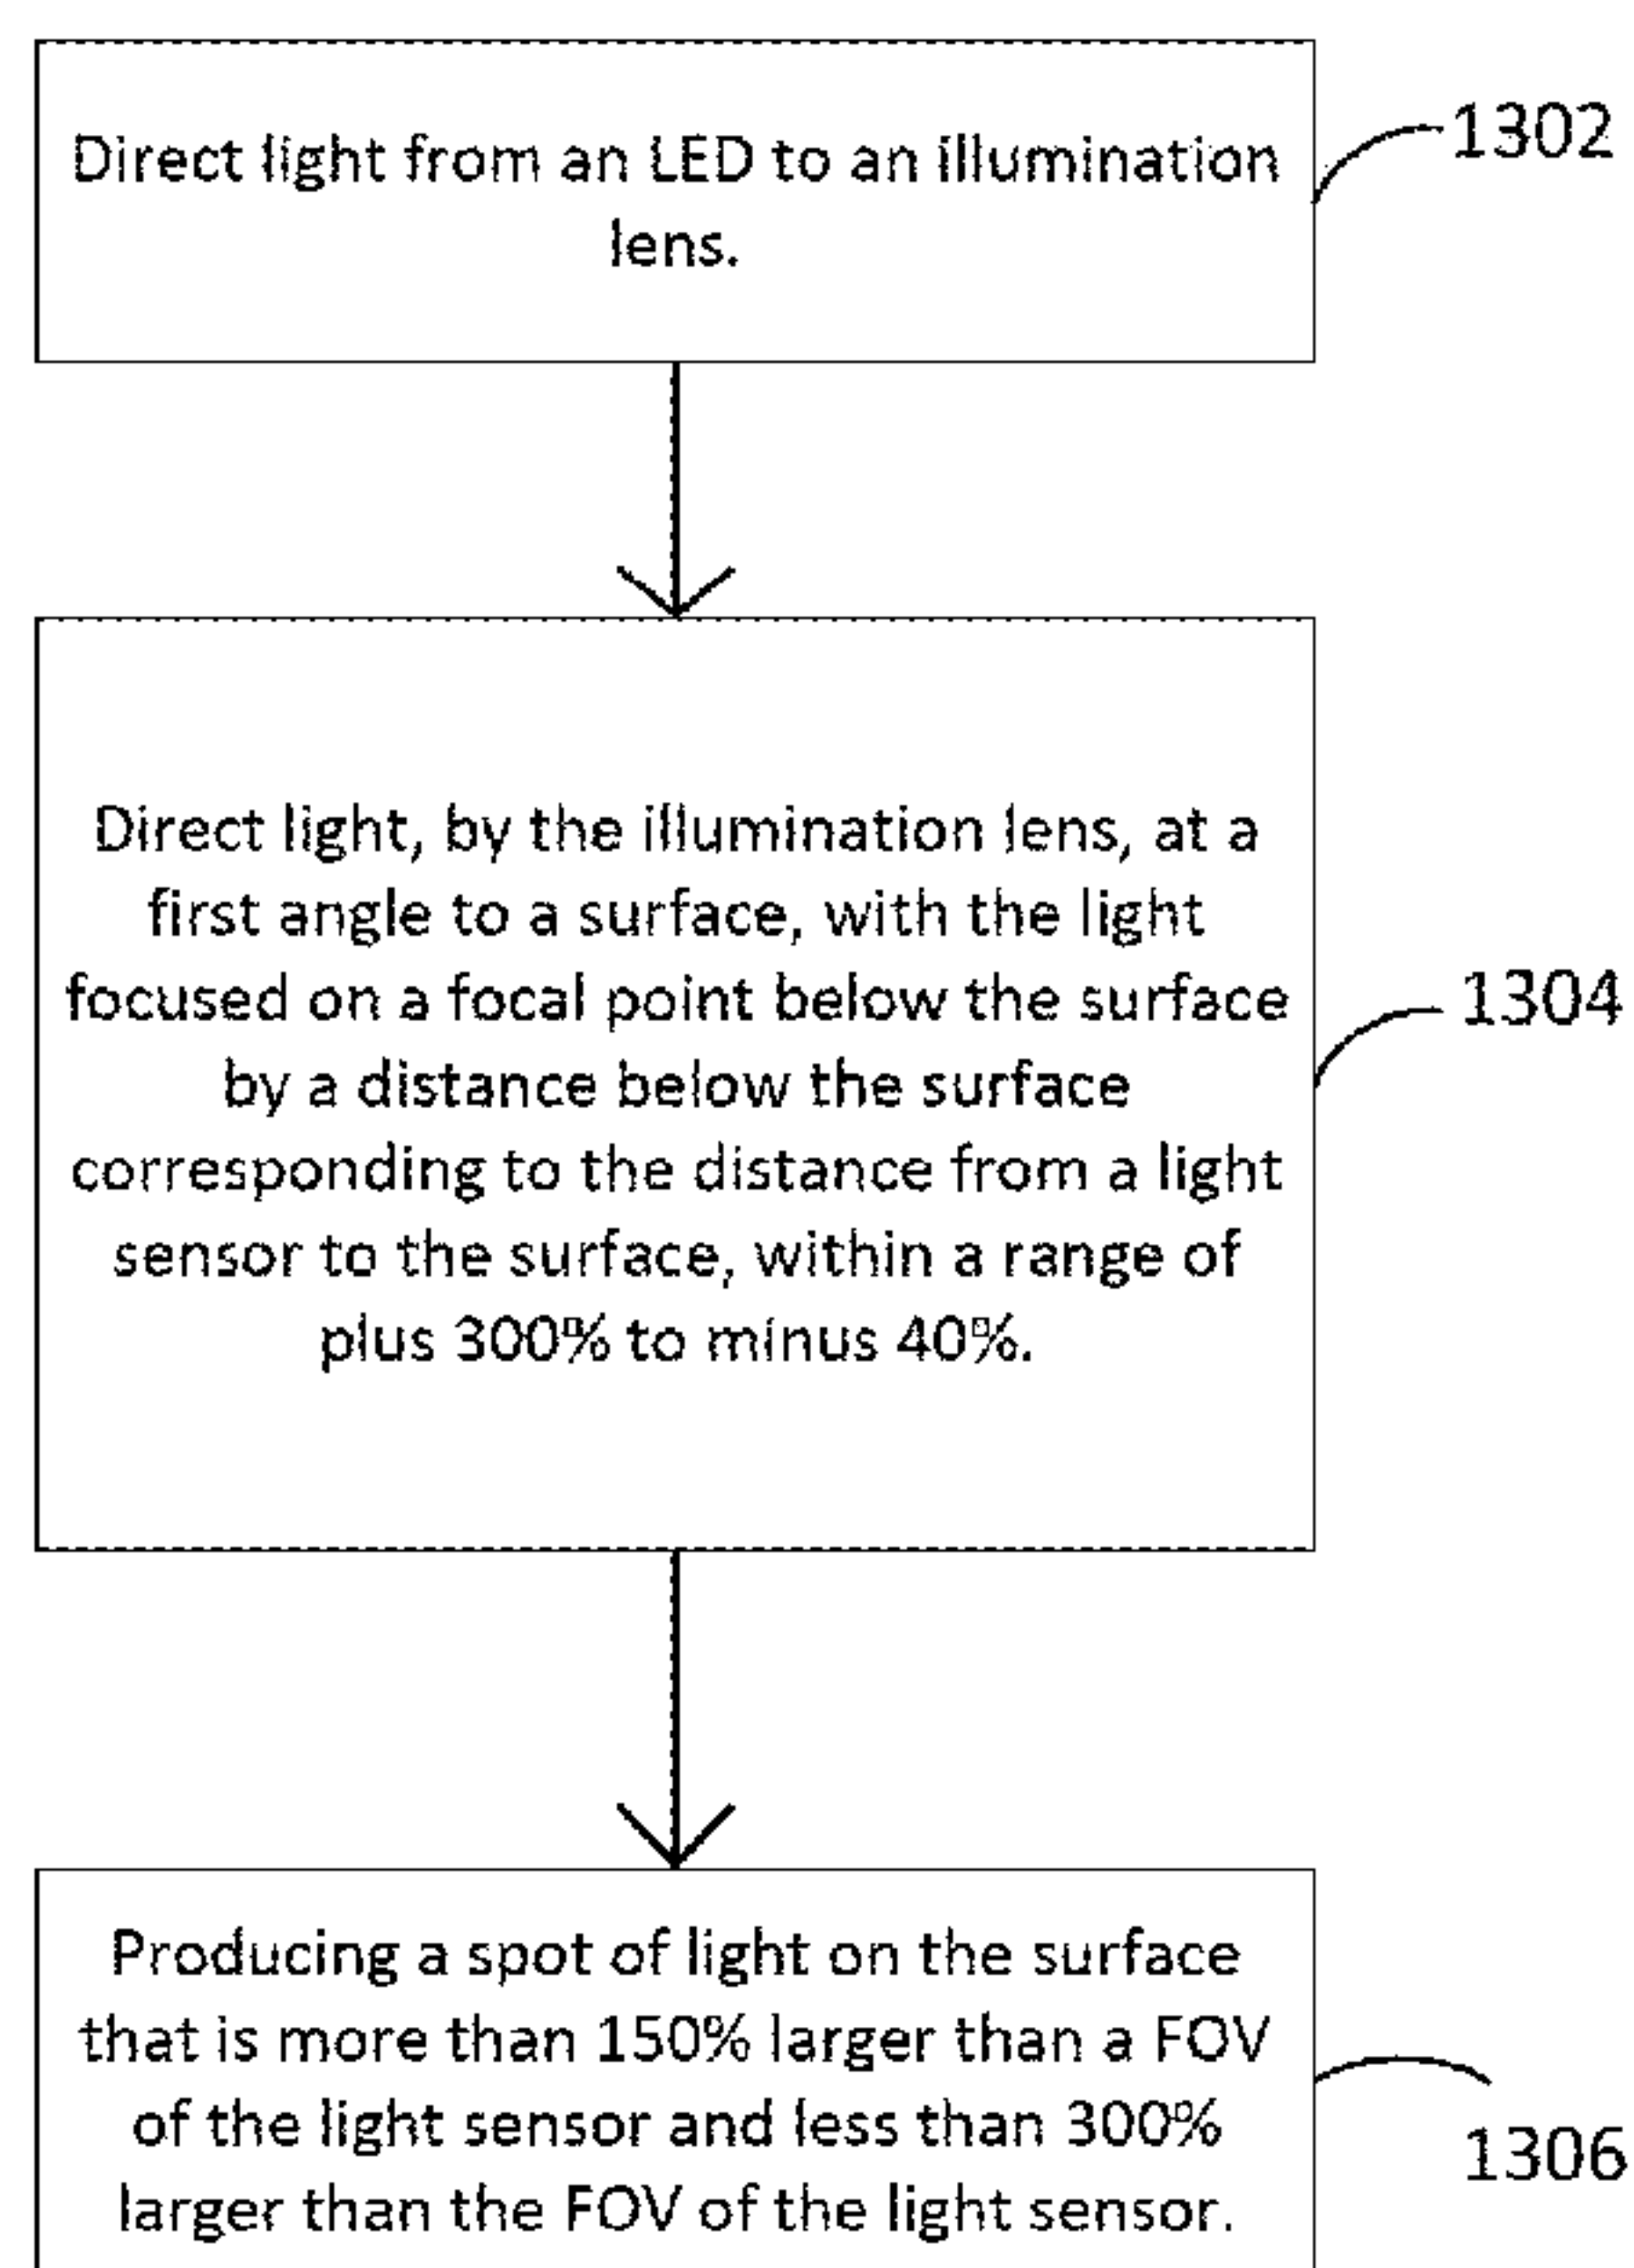 Direct light from an LED to an illumination
lens.
1302
Direct light, by the illumination lens, at a
first angle to a surface, with the light
focused on a focal point below the surface
by a distance below the surface
corresponding to the distance from a light
sensor to the surface, within a range of
plus 300% to minus 40%.
1304
Producing a spot of light on the surface
that is more than 150% larger than a FOV
of the light sensor and less than 300%
larger than the FOV of the light sensor.
1306